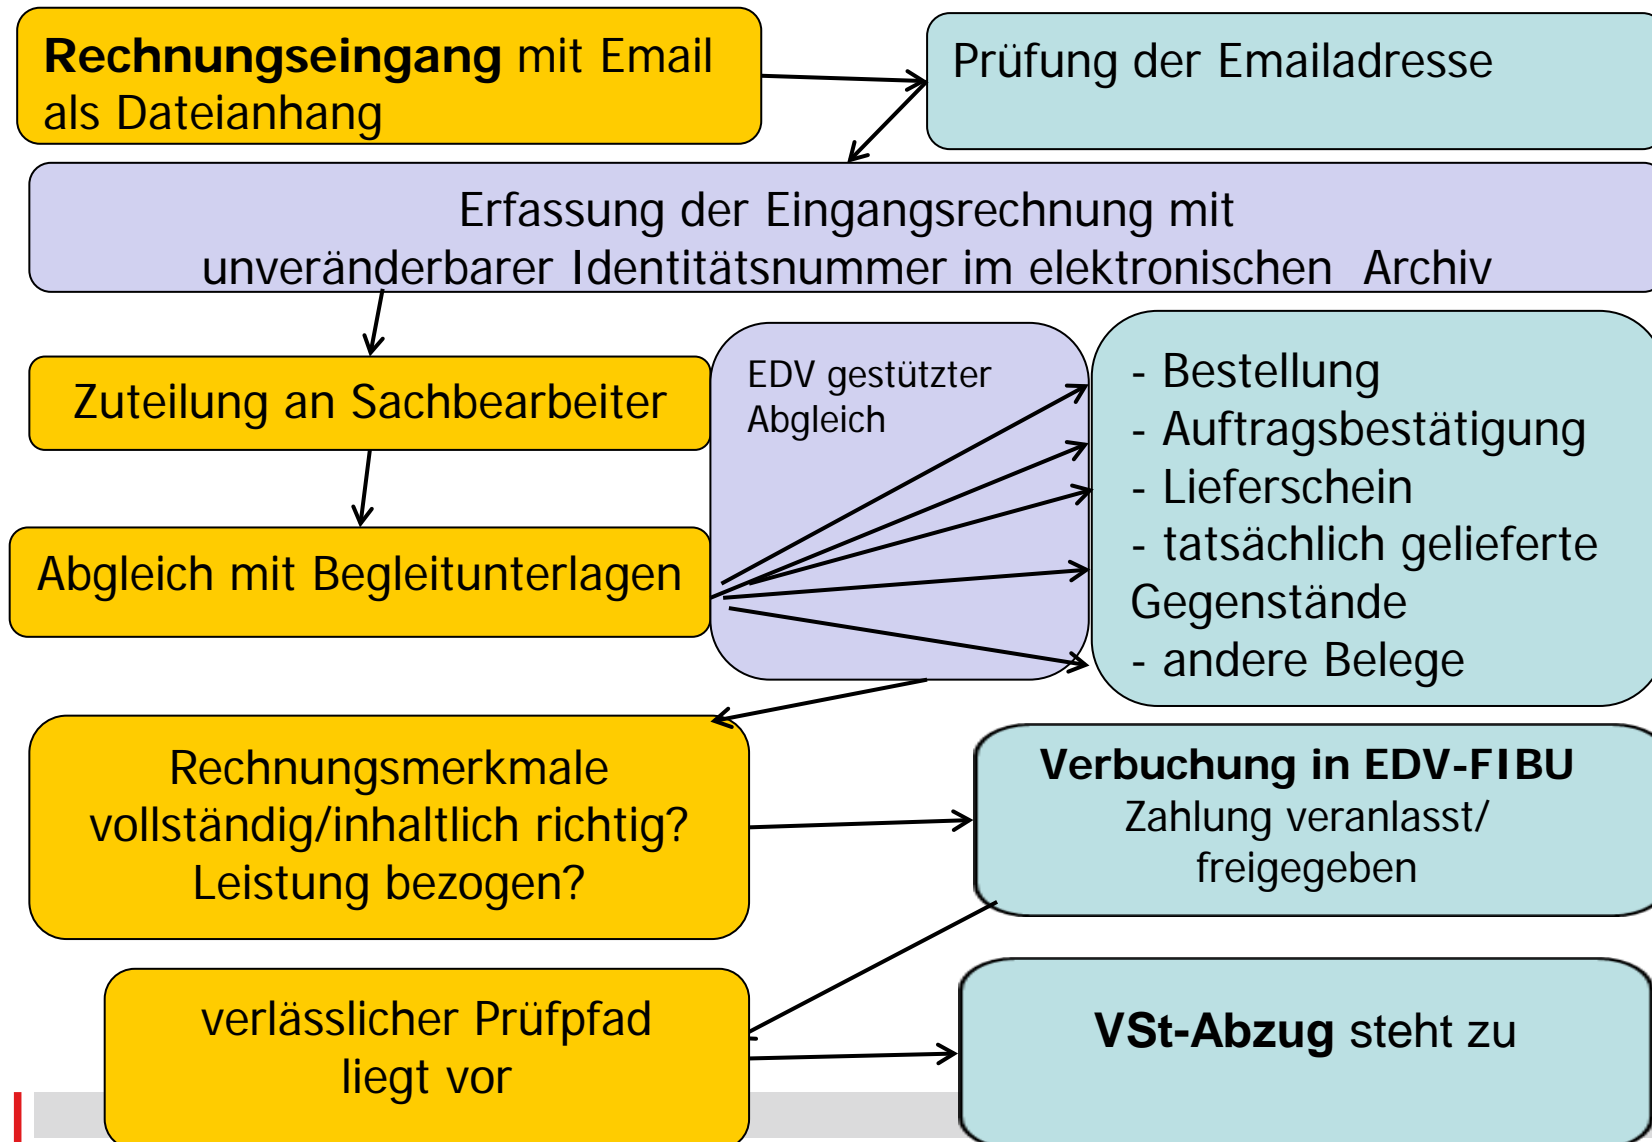 Rechnungseingang mit Email
als Dateianhang
Prüfung der Emailadresse
Erfassung der Eingangsrechnung mit
unveränderbarer Identitätsnummer im elektronischen Archiv
Zuteilung an Sachbearbeiter
EDV gestützter
Abgleich
- Bestellung
- Auftragsbestätigung
- Lieferschein
- tatsächlich gelieferte
Gegenstände
- andere Belege
Abgleich mit Begleitunterlagen
Rechnungsmerkmale
vollständig/inhaltlich richtig?
Leistung bezogen?
Verbuchung in EDV-FIBU
Zahlung veranlasst/
freigegeben
verlässlicher Prüfpfad
liegt vor
VSt-Abzug steht zu